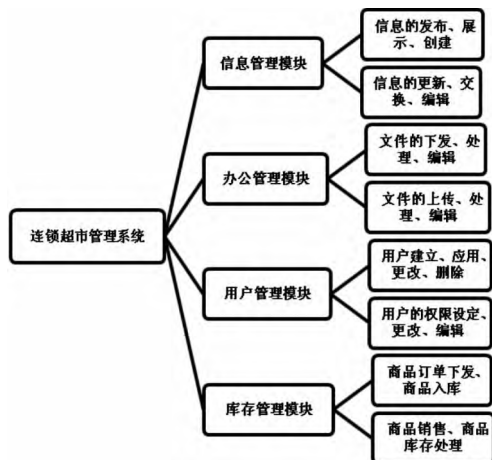 连锁超市管理系统
信息管理模块
信息的发布、展
示、创建
信息的更新、交
换、编辑
办公管理模块
文件的下发、处
理、编辑
文件的上传、处
理、编辑
用户管理模块
用户建立、应用、
更改、删除
用户的权限设定、
更改、编辑
库存管理模块
商品订单下发、
商品入库
商品销售、商品
库存处理